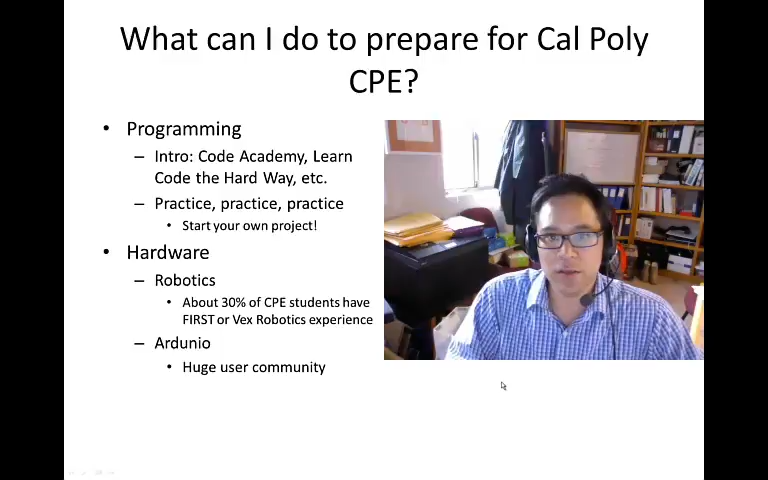 What can I do to prepare for Cal Poly
CPE?
• Programming
– Intro: Code Academy, Learn
Code the Hard Way, etc.
– Practice, practice, practice
• Start your own project!
• Hardware
– Robotics
• About 30% of CPE students have
FIRST or Vex Robotics experience
– Ardunio
• Huge user community